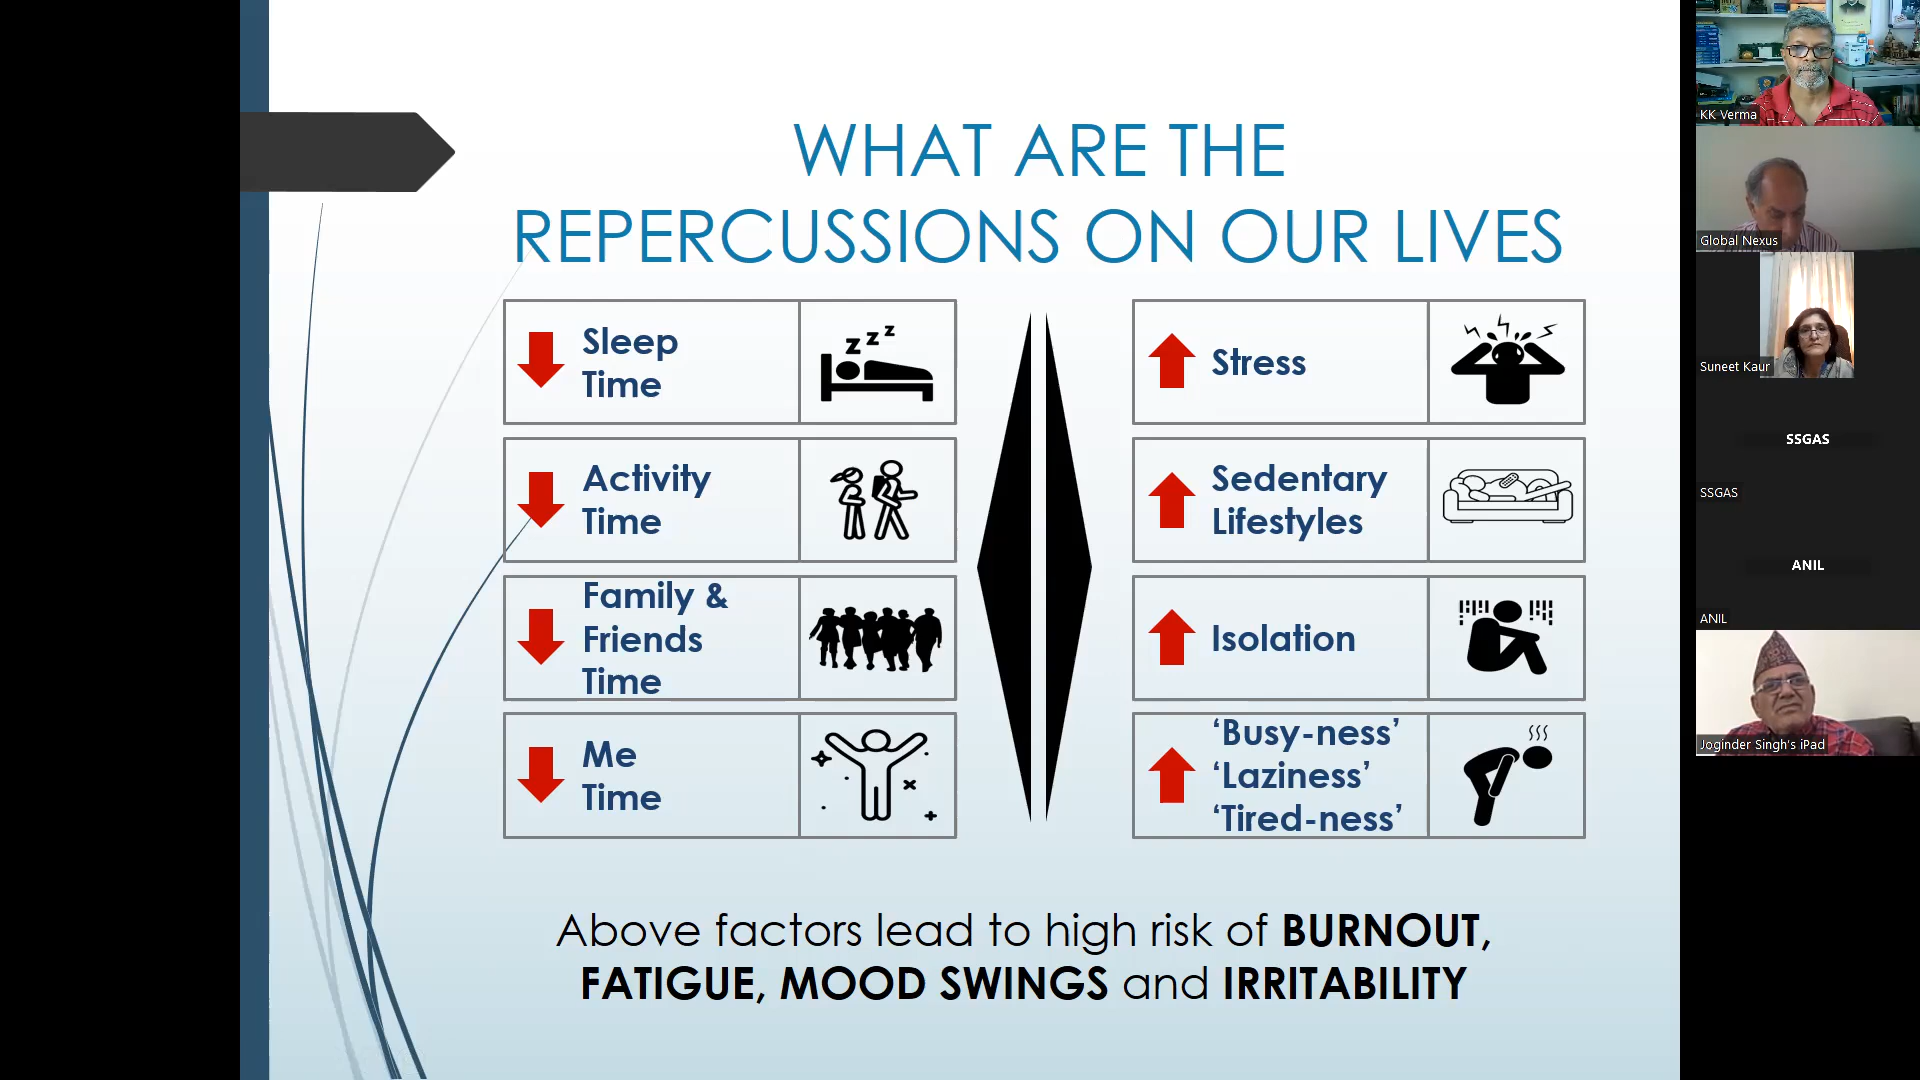 WHAT ARE THE
REPERCUSSIONS ON OUR LIVES
Sleep
Time
z z z
Activity
Time
Family &
Friends
Time
Me
Time
Stress
Sedentary
Lifestyles
Isolation
‘Busy-ness’
‘Laziness’
‘Tired-ness’
Above factors lead to high risk of BURNOUT,
FATIGUE, MOOD SWINGS and IRRITABILITY
KK Verma
Global Nexus
Suneet Kaur
SSGAS
SSGAS
ANIL
ANIL
Joginder Singh's iPad